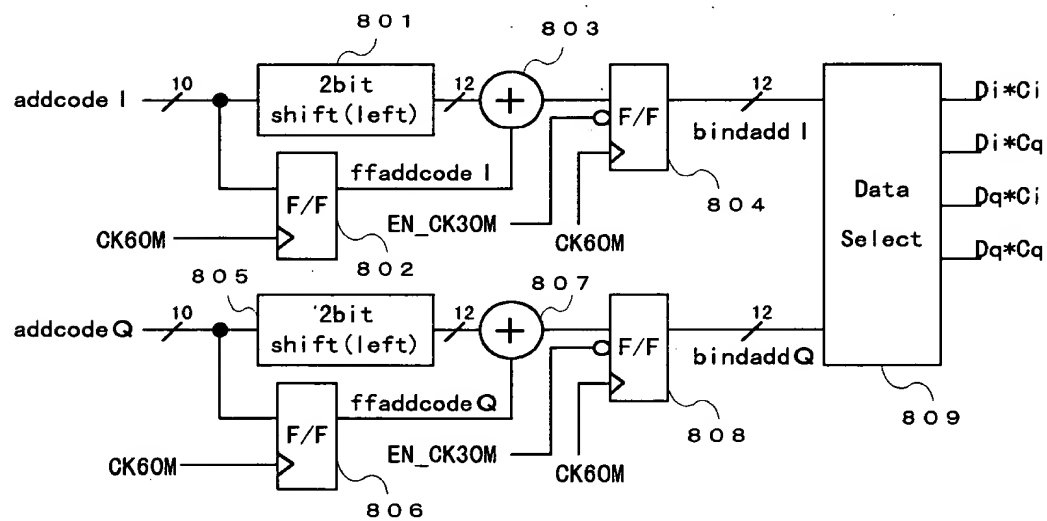 801
803
10
2bit
shift(left)
12
12
Di*Ci
addcode I
F/F
bindadd I
Di*Cq
ffaddcode I
804
Data
Select
Dq*Ci
F/F
EN_CK30M
CK60M
CK60M
802
Dq*Cq
805
807
10
2bit
shift(left)
12
12
addcode Q
F/F
bindadd Q
ffaddcode Q
808
809
F/F
EN_CK30M
CK60M
CK60M
806